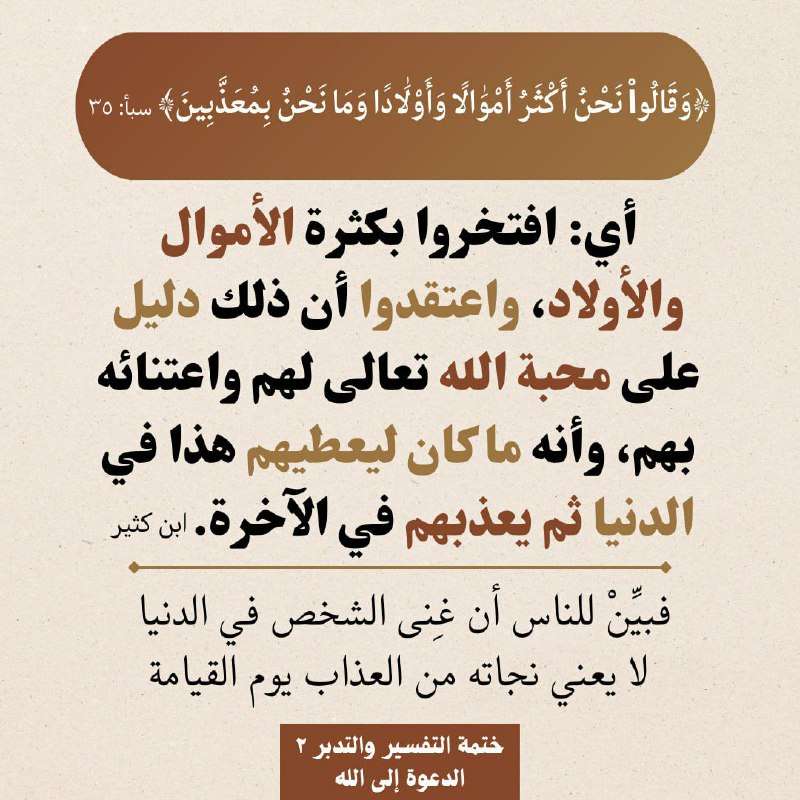 ﴿وَقَالُوا۟ نَحْنُ أَكْثَرُ أَمْوَٰلًا وَأَوْلَٰدًا وَمَا نَحْنُ بِمُعَذَّبِينَ﴾ سبأ: ٣٥
أي: افتخروا بكثرة الأموال
والأولاد، واعتقدوا أن ذلك دليل
على محبة الله تعالى لهم واعتنائه
بهم، وأنه ما كان ليعطيهم هذا في
الدنيا ثم يعذبهم في الآخرة. ابن كثير
فبيِّنْ للناس أن غِنى الشخص في الدنيا
لا يعني نجاته من العذاب يوم القيامة
ختمة التفسير والتدبر ٢
الدعوة إلى الله